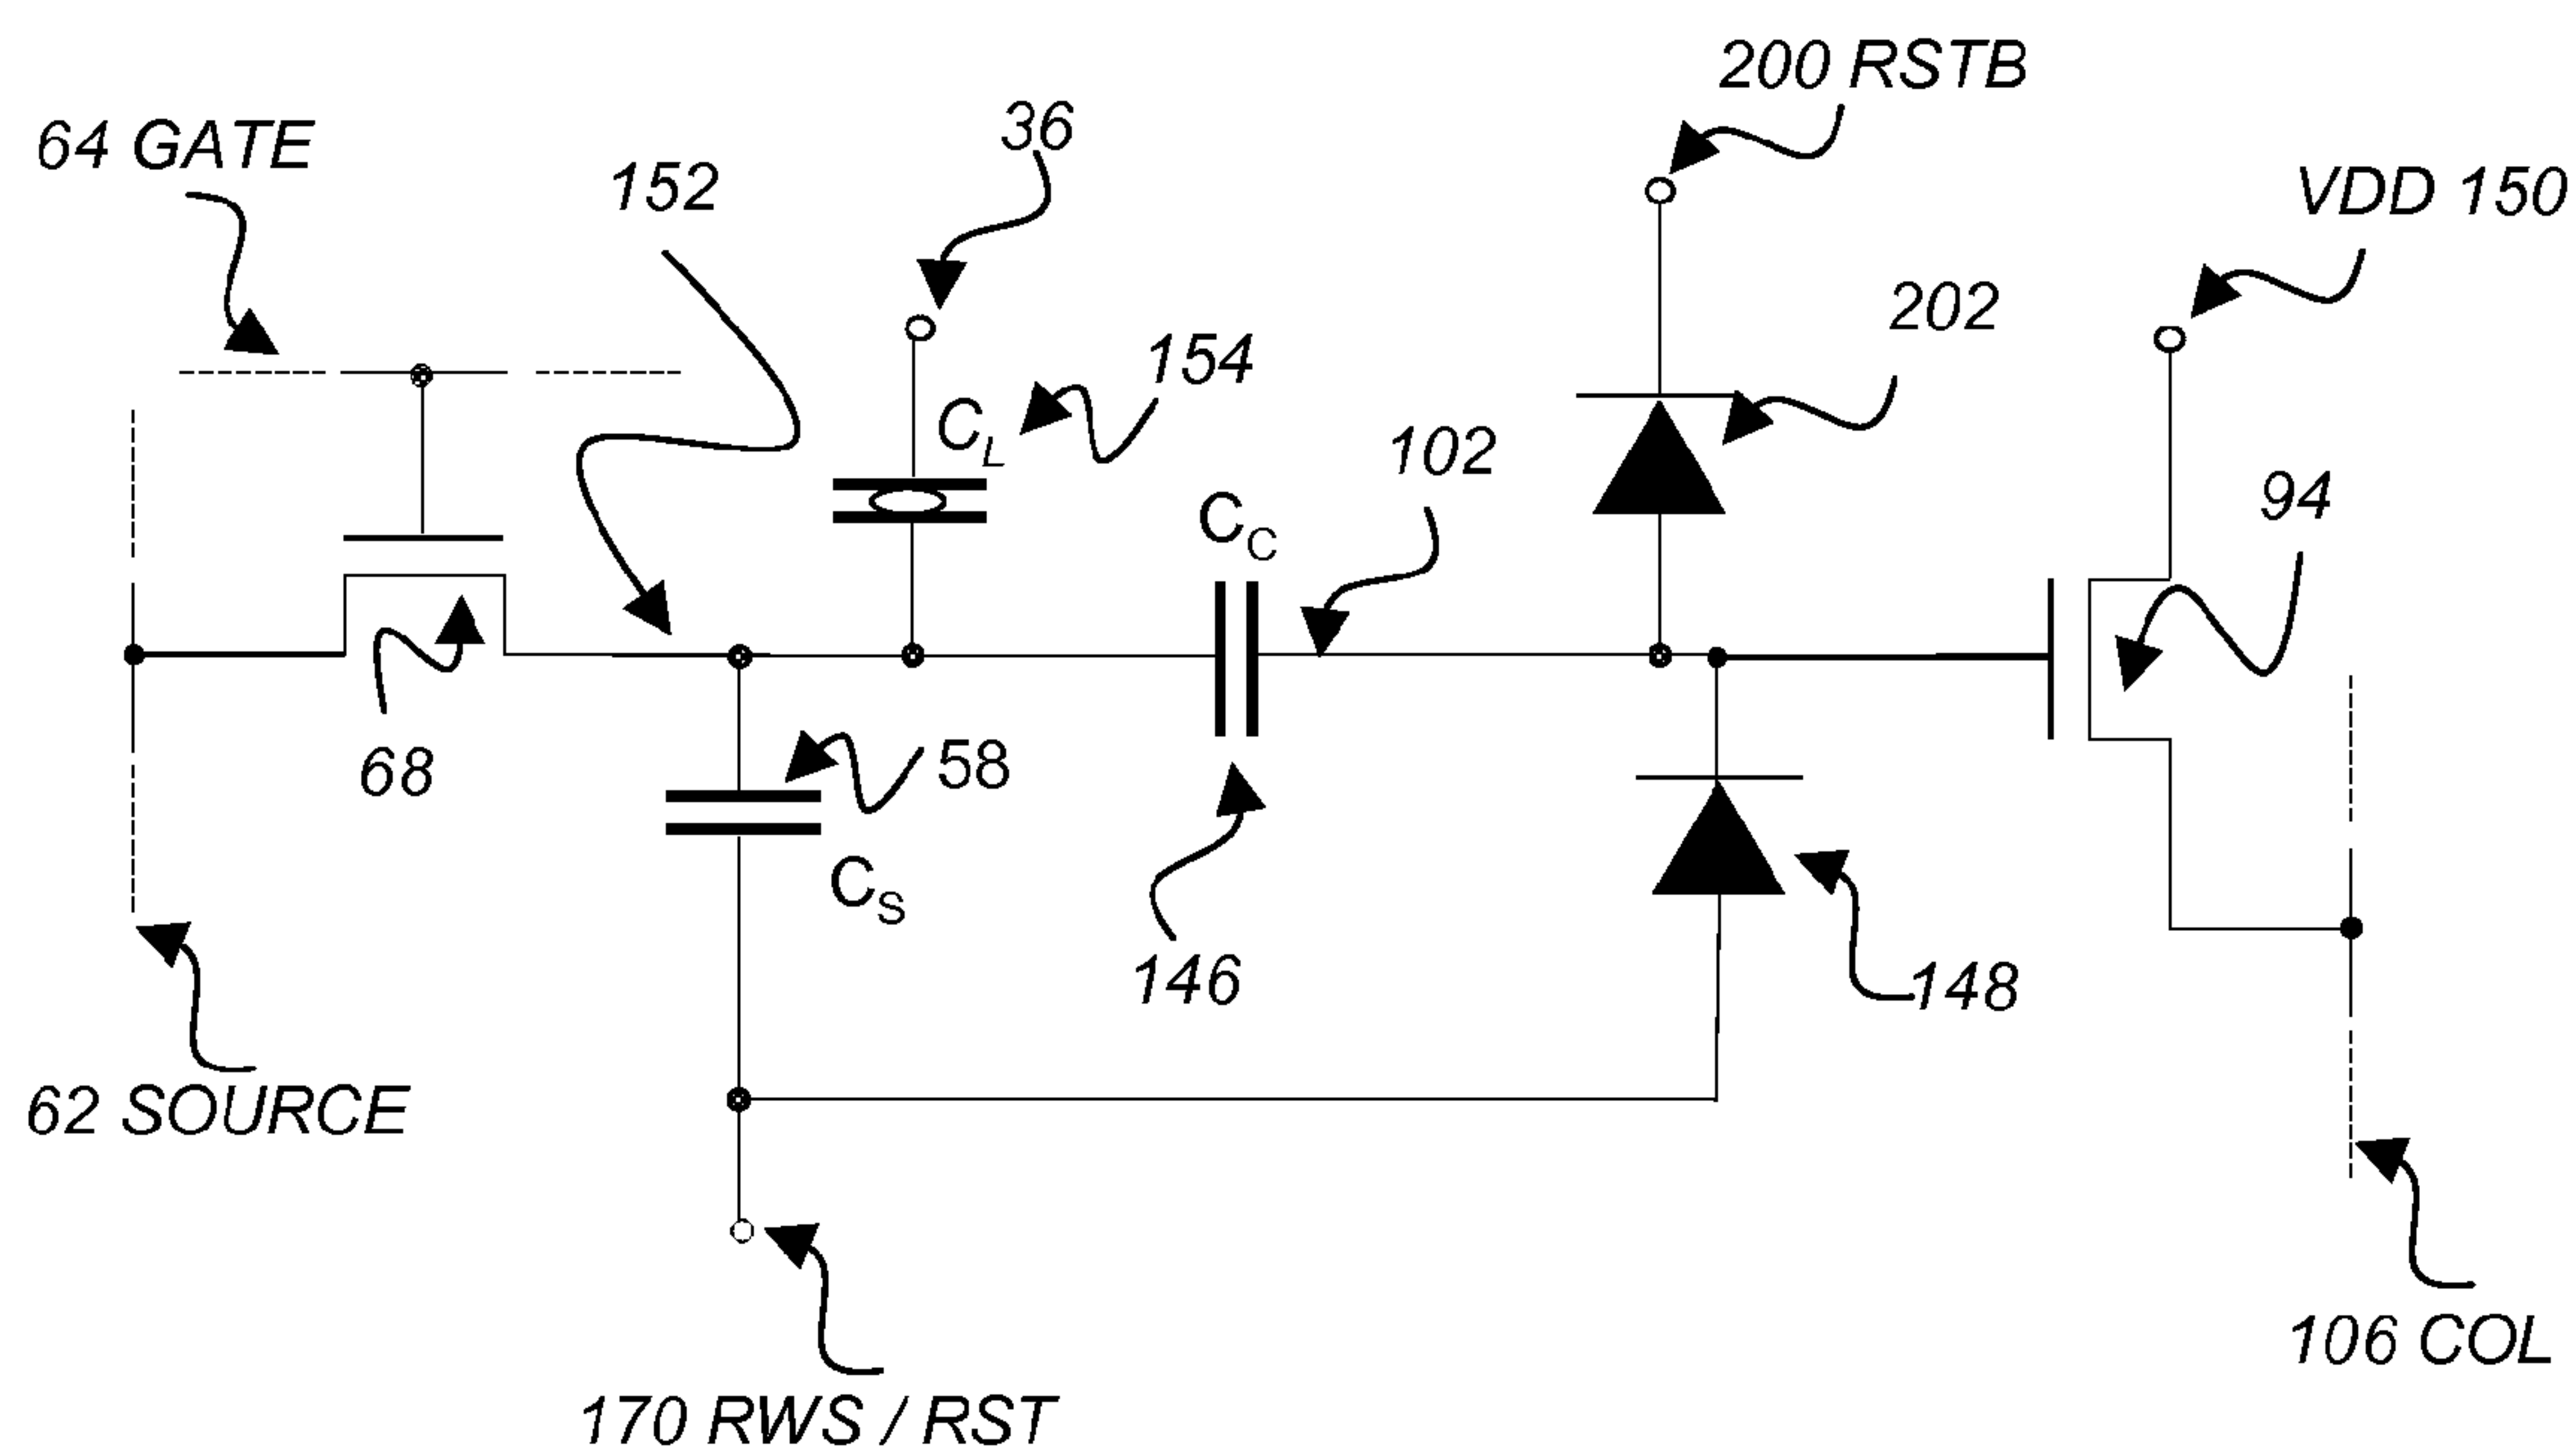 200 RSTB
36
64 GATE
152
VDD 150
202
154
C_L
102
94
C_C
68
58
C_S
146
148
62 SOURCE
106 COL
170 RWS / RST